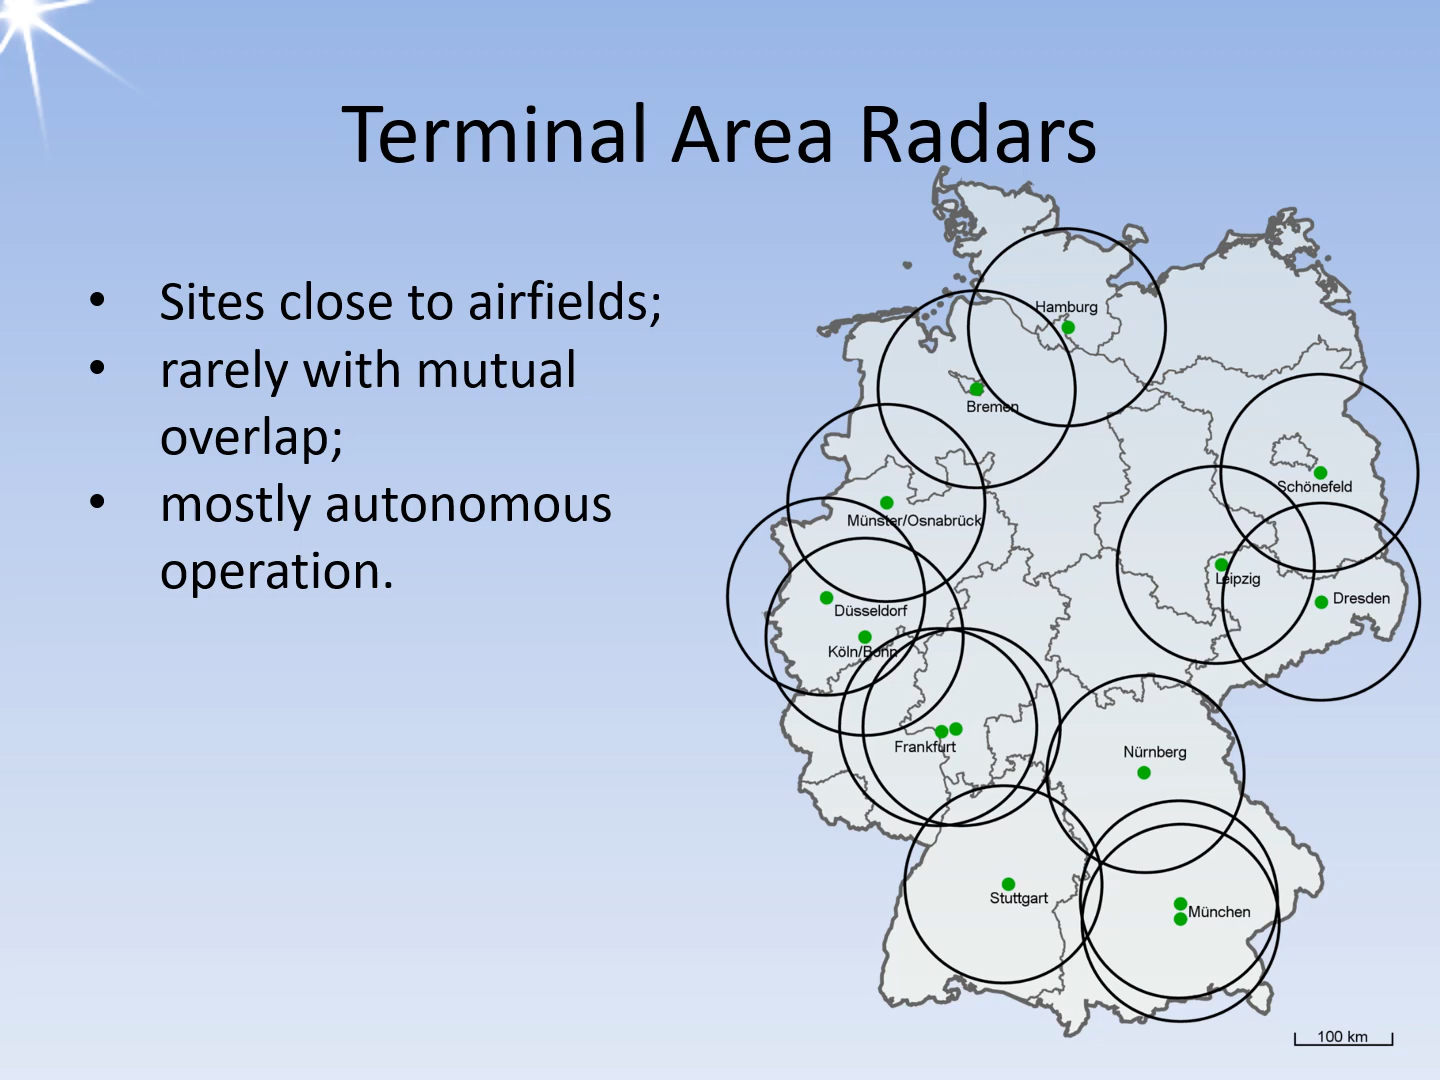 Terminal Area Radars
• Sites close to airfields;
• rarely with mutual
overlap;
• mostly autonomous
operation.
Hamburg
Bremen
Schönefeld
Münster/Osnabrück
Leipzig
Dresden
Düsseldorf
Köln/Bonn
Frankfurt
Nürnberg
Stuttgart
München
100 km